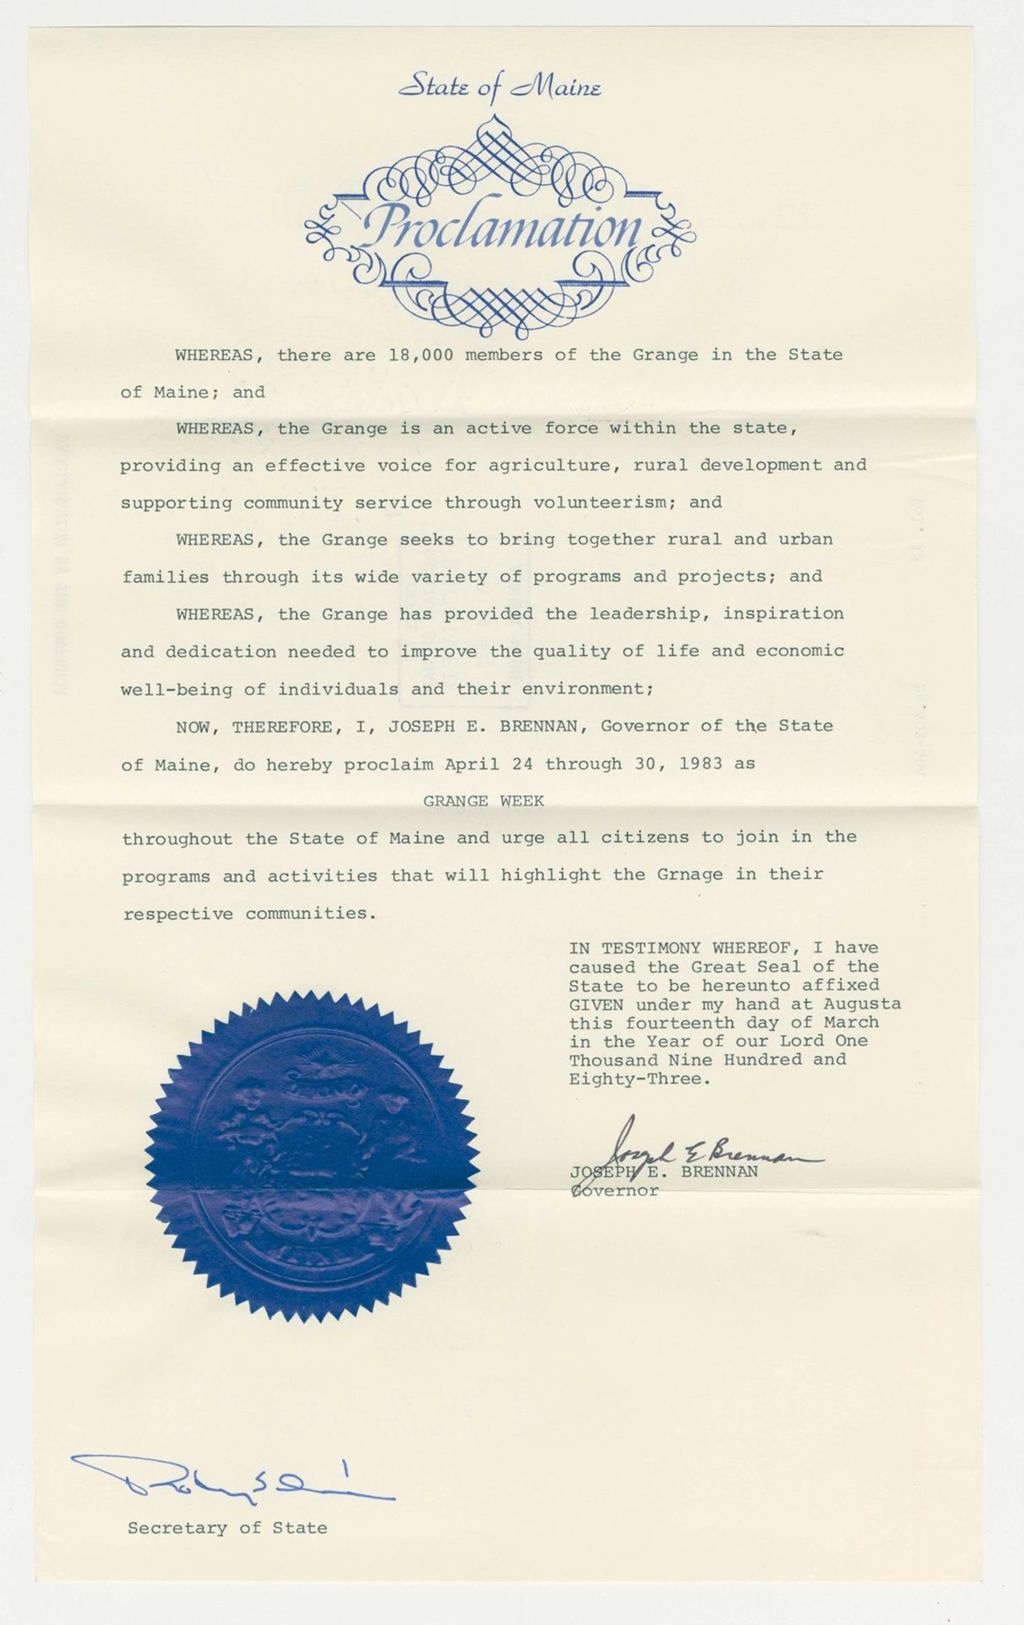 State of Maine
Proclamation
WHEREAS, there are 18,000 members of the Grange in the State
of Maine; and
WHEREAS, the Grange is an active force within the state,
providing an effective voice for agriculture, rural development and
supporting community service through volunteerism; and
WHEREAS, the Grange seeks to bring together rural and urban
families through its wide variety of programs and projects; and
WHEREAS, the Grange has provided the leadership, inspiration
and dedication needed to improve the quality of life and economic
well-being of individuals and their environment;
NOW, THEREFORE, I, JOSEPH E. BRENNAN, Governor of the State
of Maine, do hereby proclaim April 24 through 30, 1983 as
GRANGE WEEK
throughout the State of Maine and urge all citizens to join in the
programs and activities that will highlight the Grnage in their
respective communities.
IN TESTIMONY WHEREOF, I have
caused the Great Seal of the
State to be hereunto affixed
GIVEN under my hand at Augusta
this fourteenth day of March
in the Year of our Lord One
Thousand Nine Hundred and
Eighty-Three.
Joseph E Brennan
JOSEPH E. BRENNAN
Governor
Secretary of State